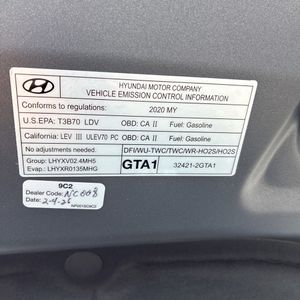 HYUNDAI MOTOR COMPANY
VEHICLE EMISSION CONTROL INFORMATION
Conforms to regulations: 2020 MY
U.S.EPA: T3B70 LDV OBD: CA II Fuel: Gasoline
California: LEV III ULEV70 PC OBD: CA II Fuel: Gasoline
No adjustments needed. DFI/WU-TWC/TWC/WR-HO2S/HO2S
Group: LHYXV02.4MH5
Evap.: LHYXR0135MHG
GTA1 32421-2GTA1
9C2
Dealer Code: NC008
Date: